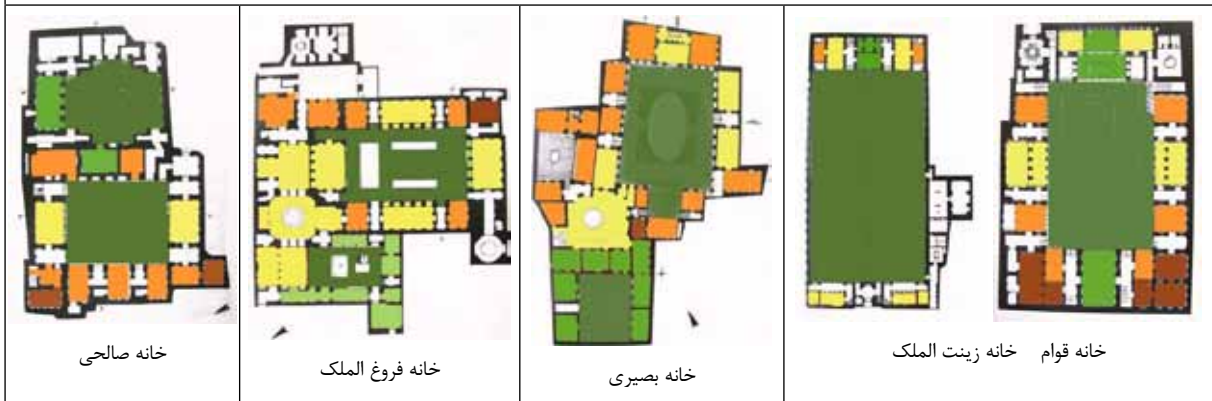 خانه قوام    خانه زینت الملک
خانه بصیری
خانه فروغ الملک
خانه صالحی